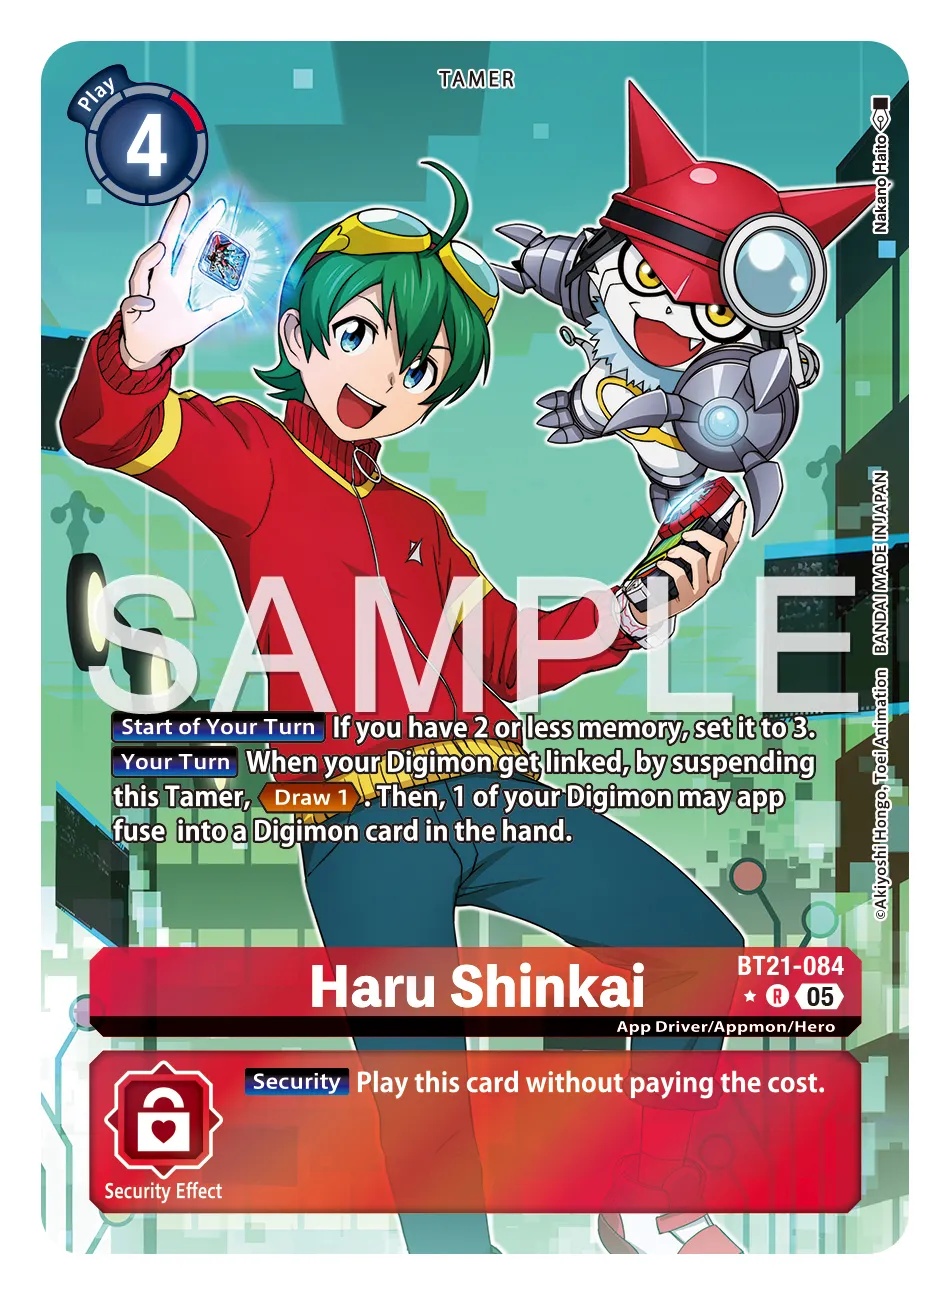 TAMER
Play
4
Nakano Haito
SAMPLE
Start of Your Turn If you have 2 or less memory, set it to 3.
Your Turn When your Digimon get linked, by suspending
this Tamer, Draw 1 . Then, 1 of your Digimon may app
fuse into a Digimon card in the hand.
©Akiyoshi Hongo, Toei Animation BANDAI MADE IN JAPAN
BT21-084
Haru Shinkai
★ R 05
App Driver/Appmon/Hero
Security Play this card without paying the cost.
Security Effect